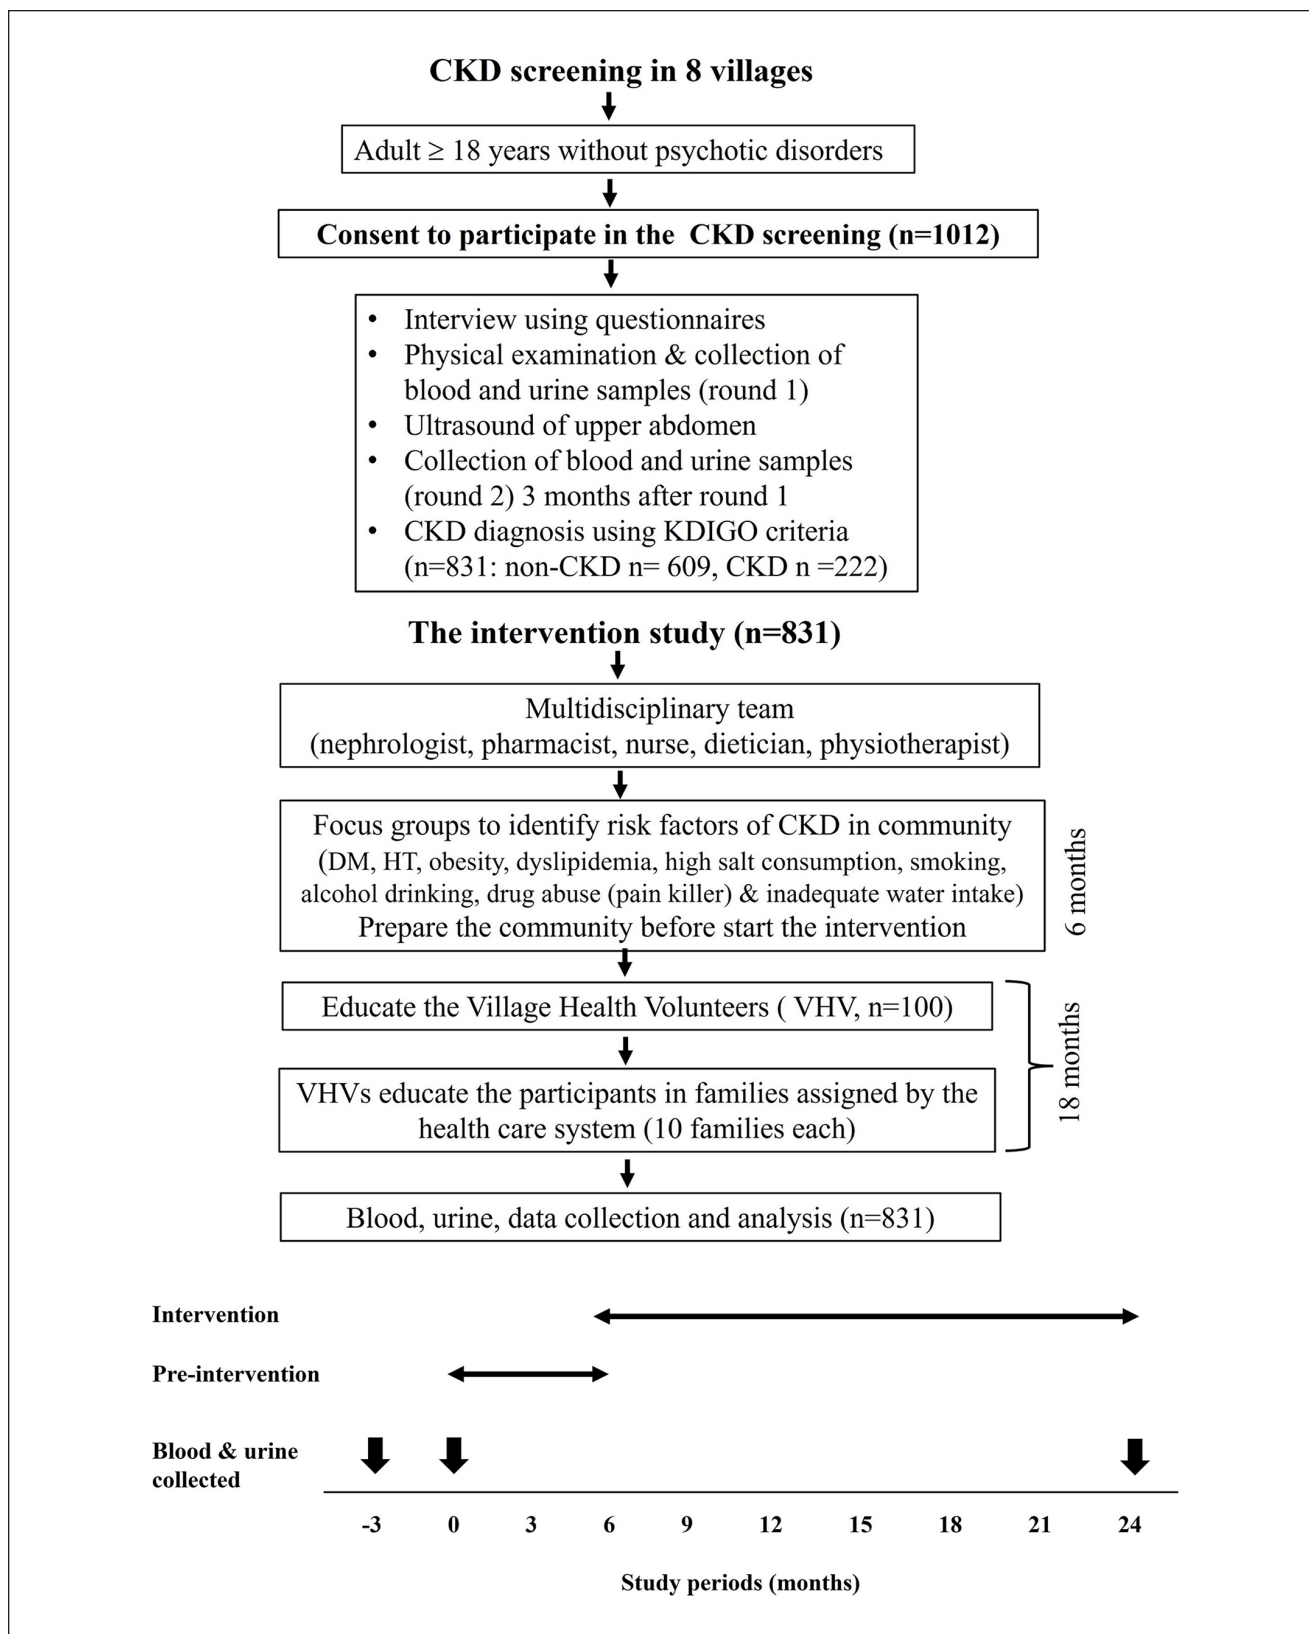 CKD screening in 8 villages
Adult ≥ 18 years without psychotic disorders
Consent to participate in the CKD screening (n=1012)
• Interview using questionnaires
• Physical examination & collection of
blood and urine samples (round 1)
• Ultrasound of upper abdomen
• Collection of blood and urine samples
(round 2) 3 months after round 1
• CKD diagnosis using KDIGO criteria
(n=831: non-CKD n= 609, CKD n =222)
The intervention study (n=831)
Multidisciplinary team
(nephrologist, pharmacist, nurse, dietician, physiotherapist)
Focus groups to identify risk factors of CKD in community
(DM, HT, obesity, dyslipidemia, high salt consumption, smoking,
alcohol drinking, drug abuse (pain killer) & inadequate water intake)
Prepare the community before start the intervention
6 months
Educate the Village Health Volunteers ( VHV, n=100)
VHVs educate the participants in families assigned by the
health care system (10 families each)
18 months
Blood, urine, data collection and analysis (n=831)
Intervention
Pre-intervention
Blood & urine
collected
-3 0 3 6 9 12 15 18 21 24
Study periods (months)